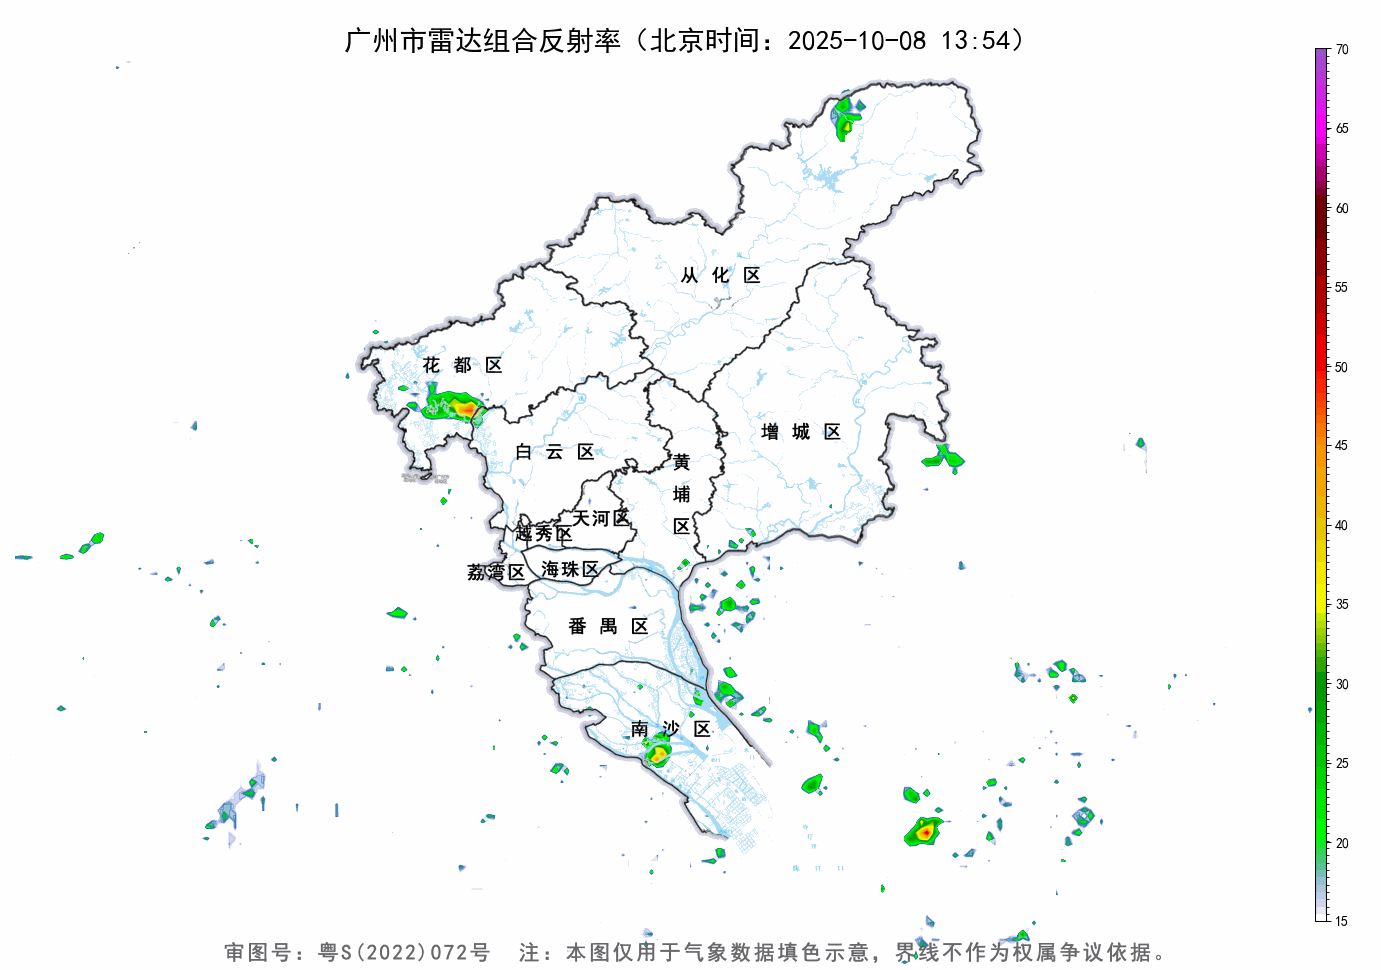 广州市雷达组合反射率（北京时间：2025-10-08 13:54）
70
65
60
55
50
45
40
35
30
25
20
15
从化区
花都区
增城区
白云区
黄埔区
天河区
越秀区
荔湾区
海珠区
番禺区
南沙区
审图号：粤S(2022)072号 注：本图仅用于气象数据填色示意，界线不作为权属争议依据。